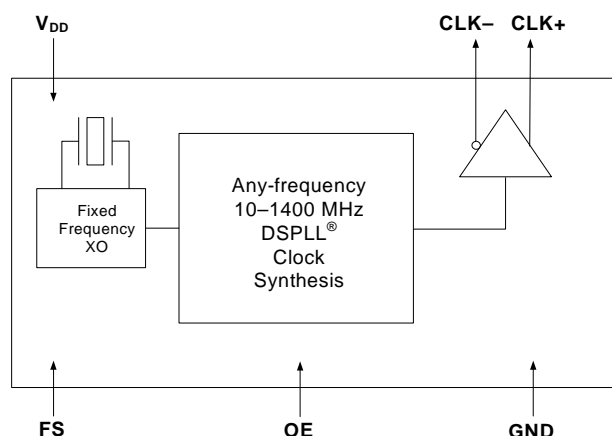 VDD
CLK– CLK+
Fixed
Frequency
XO
Any-frequency
10–1400 MHz
DSPLL®
Clock
Synthesis
FS
OE
GND